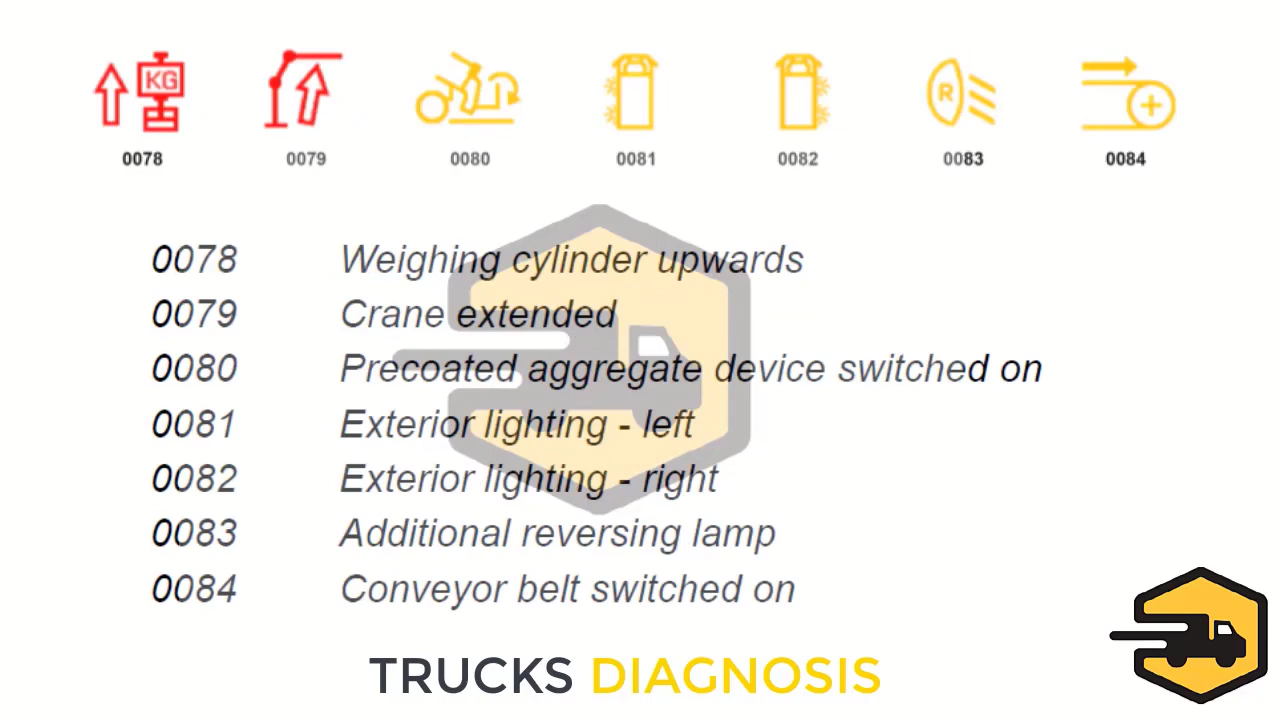 KG
R
0078 0079 0080 0081 0082 0083 0084
0078 Weighing cylinder upwards
0079 Crane extended
0080 Precoated aggregate device switched on
0081 Exterior lighting - left
0082 Exterior lighting - right
0083 Additional reversing lamp
0084 Conveyor belt switched on
TRUCKS DIAGNOSIS